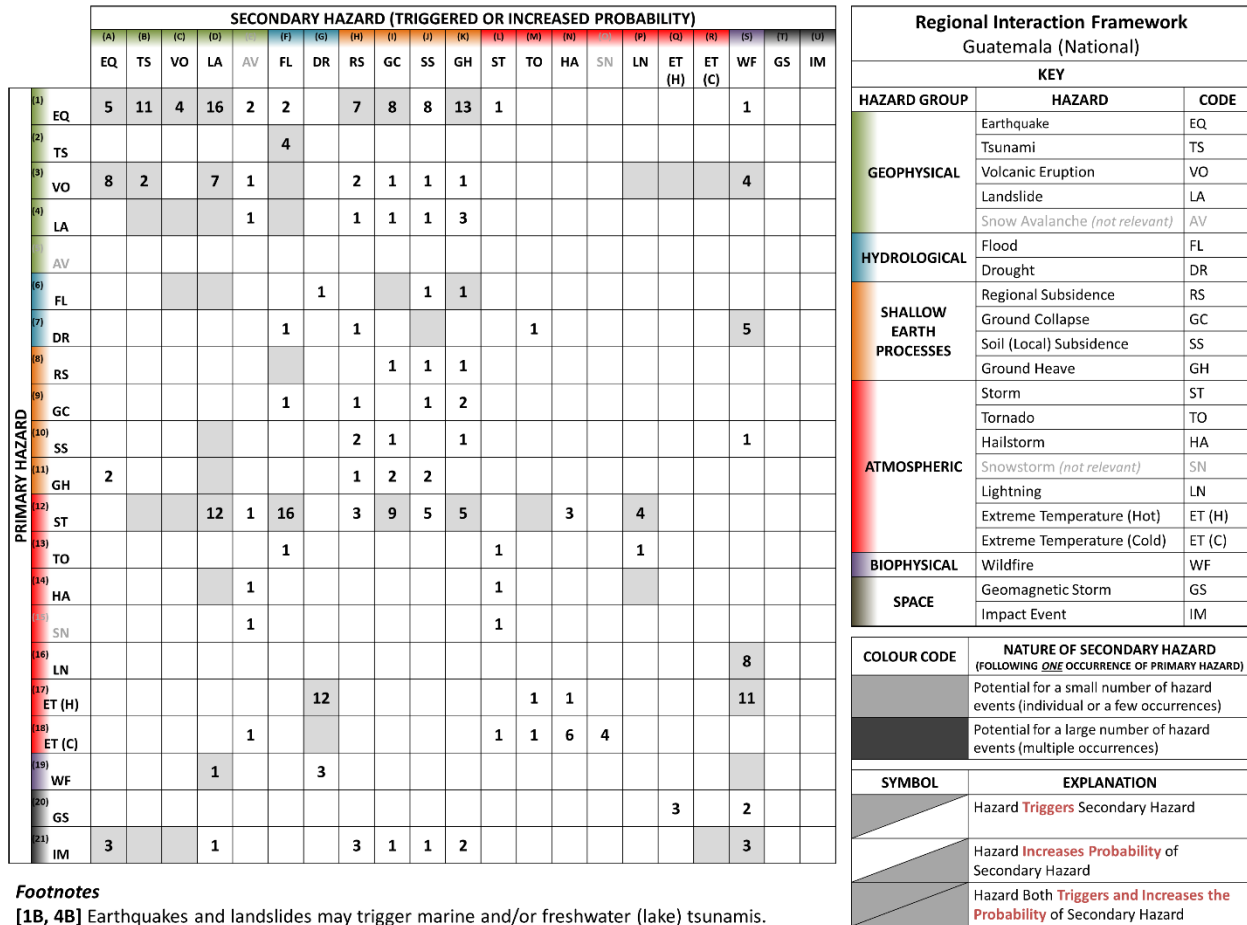 SECONDARY HAZARD (TRIGGERED OR INCREASED PROBABILITY)
(A) (B) (C) (D) (F) (G) (H) (I) (J) (K) (L) (M) (N) (P) (Q) (R) (S) (T) (U)
EQ TS VO LA AV FL DR RS GC SS GH ST TO HA SN LN ET (H) ET (C) WF GS IM
PRIMARY HAZARD
(1) EQ 5 11 4 16 2 2 7 8 8 13 1 1
(2) TS 4
(3) VO 8 2 7 1 2 1 1 1 4
(4) LA 1 1 1 1 3
AV
(6) FL 1 1 1
(7) DR 1 1 1 5
(8) RS 1 1 1
(9) GC 1 1 1 2
(10) SS 2 1 1 1
(11) GH 2 1 2 2
(12) ST 12 1 16 3 9 5 5 3 4
(13) TO 1 1 1
(14) HA 1 1
SN 1 1
(16) LN 8
(17) ET (H) 12 1 1 11
(18) ET (C) 1 1 1 6 4
(19) WF 1 3
(20) GS 3 2
(21) IM 3 1 3 1 1 2 3
Footnotes
[1B, 4B] Earthquakes and landslides may trigger marine and/or freshwater (lake) tsunamis.
Regional Interaction Framework
Guatemala (National)
KEY
HAZARD GROUP HAZARD CODE
GEOPHYSICAL
Earthquake EQ
Tsunami TS
Volcanic Eruption VO
Landslide LA
Snow Avalanche (not relevant) AV
HYDROLOGICAL
Flood FL
Drought DR
SHALLOW
EARTH
PROCESSES
Regional Subsidence RS
Ground Collapse GC
Soil (Local) Subsidence SS
Ground Heave GH
ATMOSPHERIC
Storm ST
Tornado TO
Hailstorm HA
Snowstorm (not relevant) SN
Lightning LN
Extreme Temperature (Hot) ET (H)
Extreme Temperature (Cold) ET (C)
BIOPHYSICAL
Wildfire WF
SPACE
Geomagnetic Storm GS
Impact Event IM
COLOUR CODE NATURE OF SECONDARY HAZARD
(FOLLOWING ONE OCCURRENCE OF PRIMARY HAZARD)
Potential for a small number of hazard
events (individual or a few occurrences)
Potential for a large number of hazard
events (multiple occurrences)
SYMBOL EXPLANATION
Hazard Triggers Secondary Hazard
Hazard Increases Probability of
Secondary Hazard
Hazard Both Triggers and Increases the
Probability of Secondary Hazard